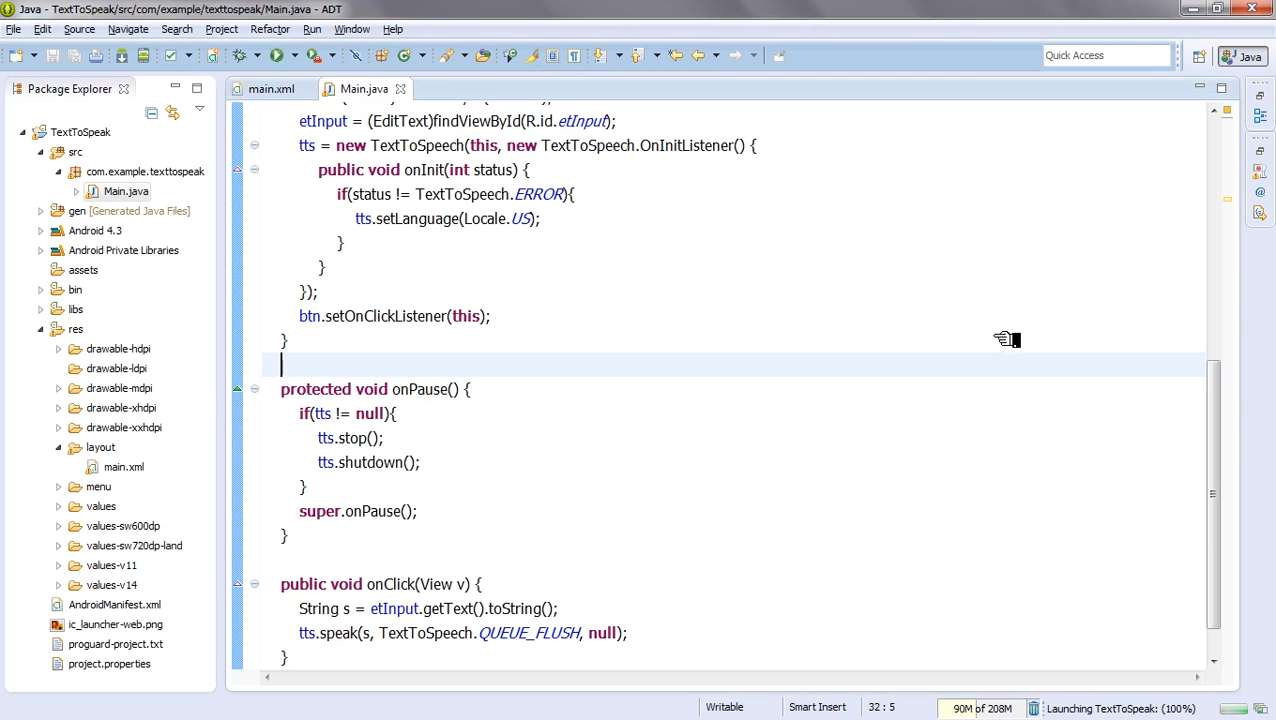 Java - TextToSpeak/src/com/example/texttospeak/Main.java - ADT
File Edit Source Navigate Search Project Refactor Run Window Help
Quick Access
Java
Package Explorer
main.xml
Main.java
TextToSpeak
src
com.example.texttospeak
Main.java
gen [Generated Java Files]
Android 4.3
Android Private Libraries
assets
bin
libs
res
drawable-hdpi
drawable-ldpi
drawable-mdpi
drawable-xhdpi
drawable-xxhdpi
layout
main.xml
menu
values
values-sw600dp
values-sw720dp-land
values-v11
values-v14
AndroidManifest.xml
ic_launcher-web.png
proguard-project.txt
project.properties
etInput = (EditText)findViewById(R.id.etInput);
tts = new TextToSpeech(this, new TextToSpeech.OnInitListener() {
public void onInit(int status) {
if(status != TextToSpeech.ERROR){
tts.setLanguage(Locale.US);
}
}
});
btn.setOnClickListener(this);
}
protected void onPause() {
if(tts != null){
tts.stop();
tts.shutdown();
}
super.onPause();
}
public void onClick(View v) {
String s = etInput.getText().toString();
tts.speak(s, TextToSpeech.QUEUE_FLUSH, null);
}
Writable
Smart Insert
32 : 5
90M of 208M
Launching TextToSpeak: (100%)